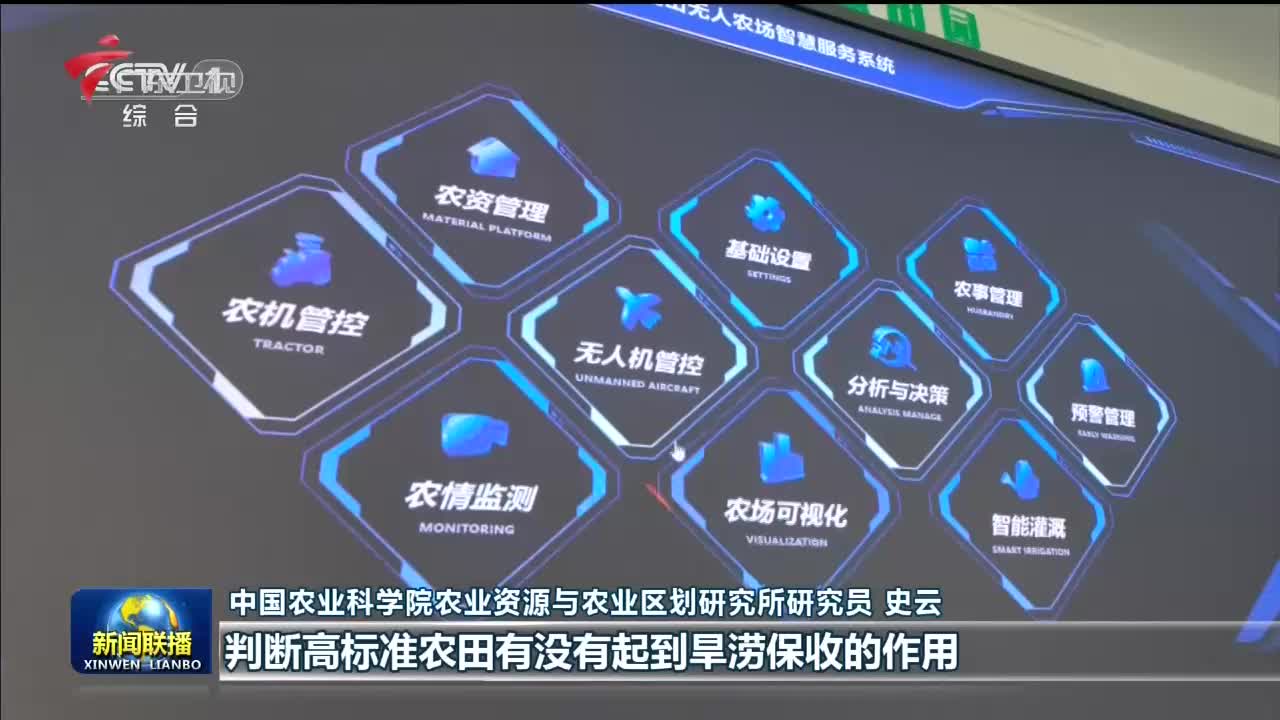 无人农场智慧服务系统
CCTV
卫视
综合
农资管理
MATERIAL PLATFORM
基础设置
SETTINGS
农事管理
HUSBANDRY
农机管控
TRACTOR
无人机管控
UNMANNED AIRCRAFT
分析与决策
ANALYSIS MANAGE
预警管理
EARLY WARNING
农情监测
MONITORING
农场可视化
VISUALIZATION
智能灌溉
SMART IRRIGATION
中国农业科学院农业资源与农业区划研究所研究员 史云
新闻联播
XINWEN LIANBO
判断高标准农田有没有起到旱涝保收的作用